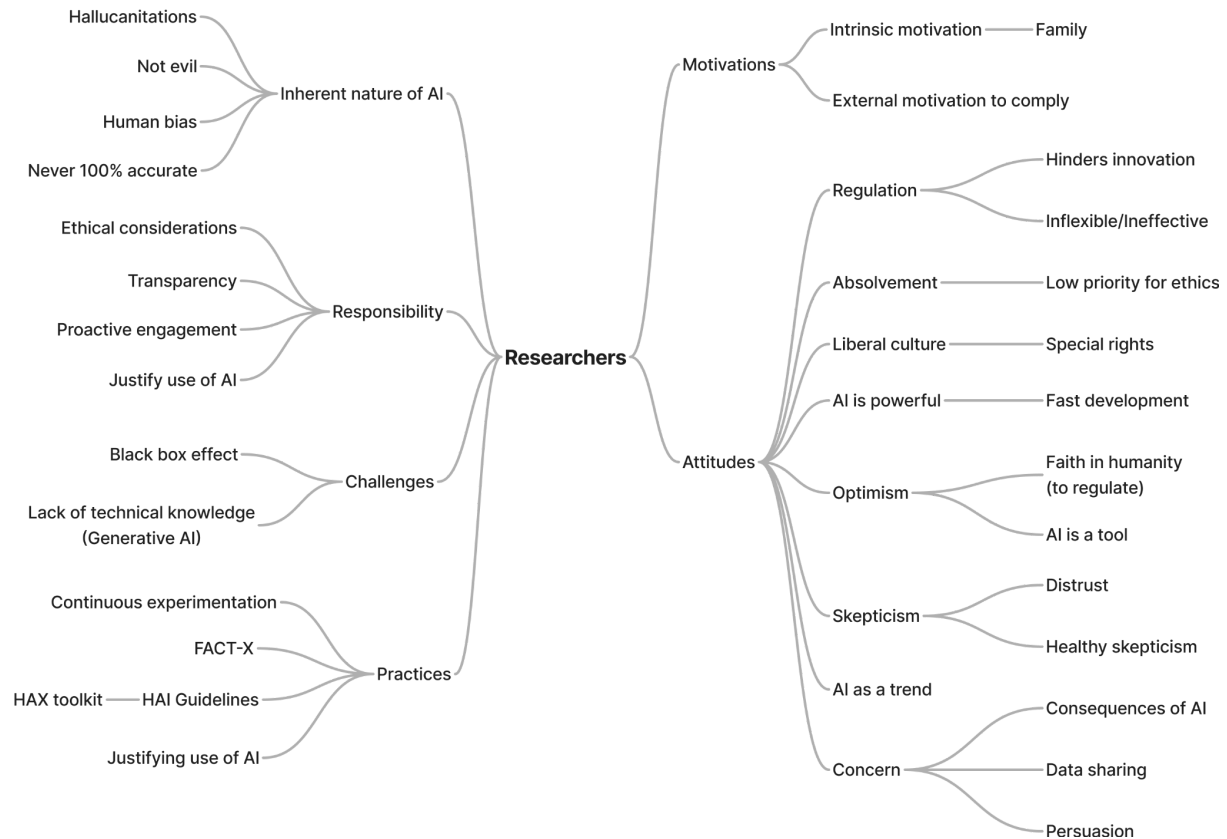 Hallucanitations
Not evil
Human bias
Never 100% accurate
Inherent nature of AI
Ethical considerations
Transparency
Proactive engagement
Justify use of AI
Responsibility
Black box effect
Lack of technical knowledge
(Generative AI)
Challenges
Continuous experimentation
FACT-X
HAX toolkit
HAI Guidelines
Justifying use of AI
Practices
Researchers
Motivations
Intrinsic motivation
Family
External motivation to comply
Attitudes
Regulation
Hinders innovation
Inflexible/Ineffective
Absolvement
Low priority for ethics
Liberal culture
Special rights
AI is powerful
Fast development
Optimism
Faith in humanity
(to regulate)
AI is a tool
Skepticism
Distrust
Healthy skepticism
AI as a trend
Concern
Consequences of AI
Data sharing
Persuasion